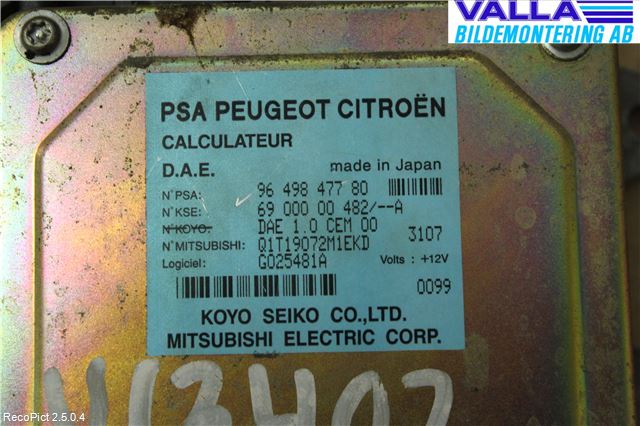 VALLA
BILDEMONTERING AB
PSA PEUGEOT CITROËN
CALCULATEUR
D.A.E. made in Japan
N°PSA: 96 498 477 80
N°KSE: 69 000 00 482/--A
N°KOYO: DAE 1.0 CEM 00 3107
N°MITSUBISHI: Q1T19072M1EKD
Logiciel: G025481A Volts : +12V
0099
KOYO SEIKO CO.,LTD.
MITSUBISHI ELECTRIC CORP.
413402
RecoPict 2.5.0.4